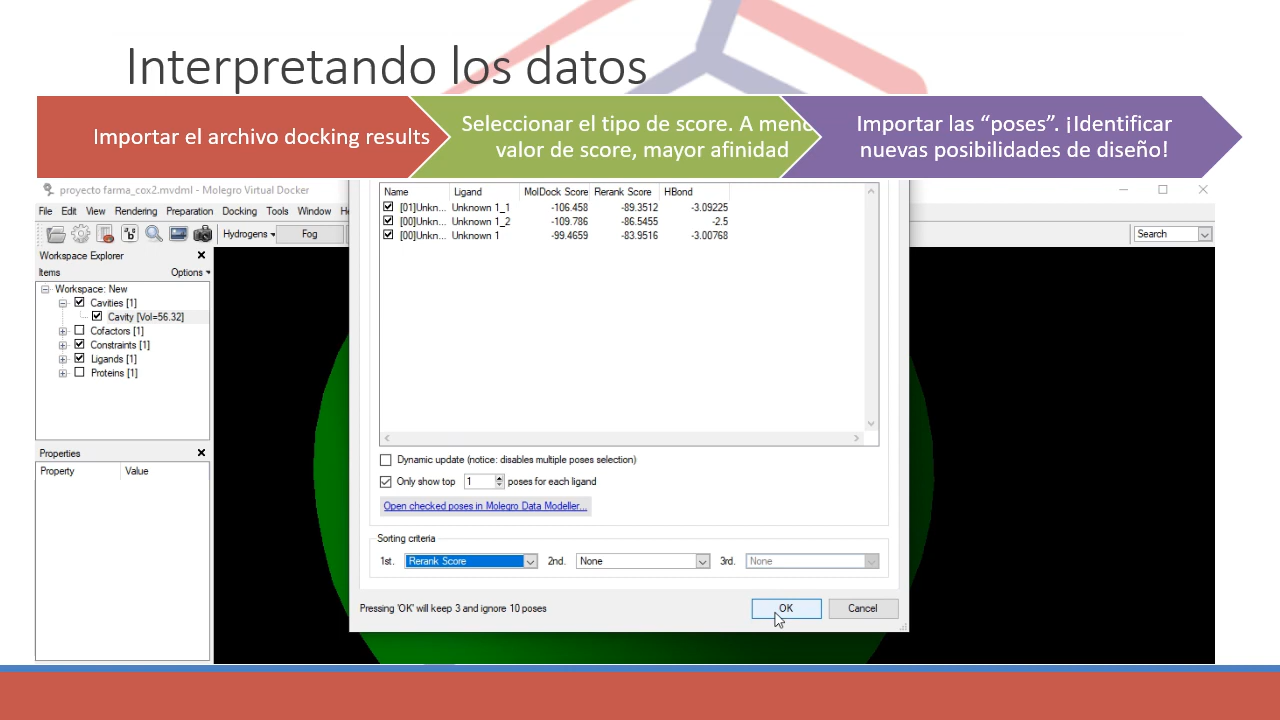 Interpretando los datos
Importar el archivo docking results
Seleccionar el tipo de score. A meno
valor de score, mayor afinidad
Importar las “poses”. ¡Identificar
nuevas posibilidades de diseño!
proyecto farma_cox2.mvdml - Molegro Virtual Docker
File Edit View Rendering Preparation Docking Tools Window He
Hydrogens Fog
Search
Workspace Explorer
Items Options
Workspace: New
Cavities [1]
Cavity [Vol=56.32]
Cofactors [1]
Constraints [1]
Ligands [1]
Proteins [1]
Properties
Property Value
Name Ligand MolDock Score Rerank Score HBond
[01]Unkn... Unknown 1_1 -106.458 -89.3512 -3.09225
[00]Unkn... Unknown 1_2 -109.786 -86.5455 -2.5
[00]Unkn... Unknown 1 -99.4659 -83.9516 -3.00768
Dynamic update (notice: disables multiple poses selection)
Only show top 1 poses for each ligand
Open checked poses in Molegro Data Modeller...
Sorting criteria
1st. Rerank Score 2nd. None 3rd. None
Pressing 'OK' will keep 3 and ignore 10 poses
OK Cancel